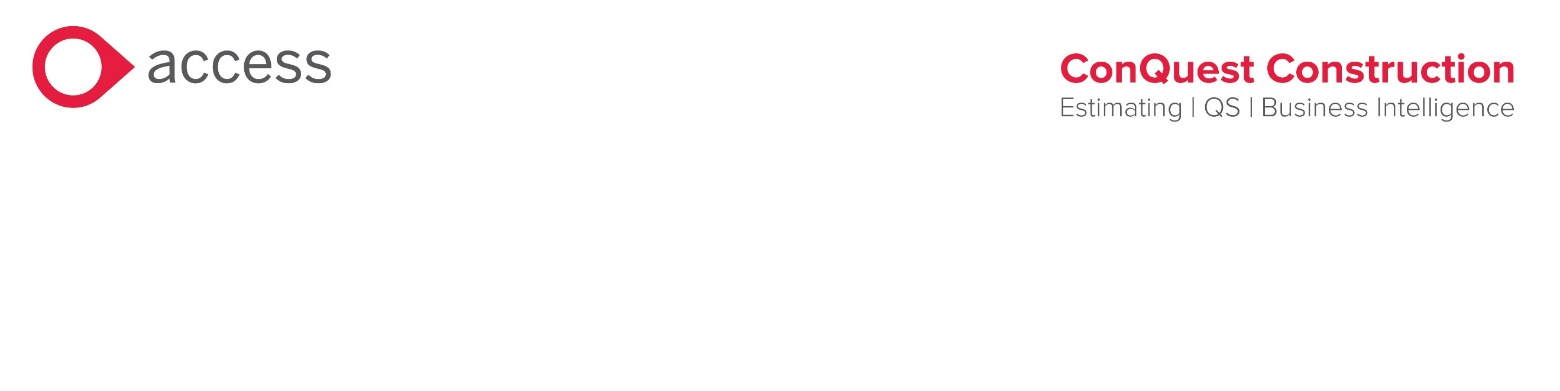 access
ConQuest Construction
Estimating | QS | Business Intelligence